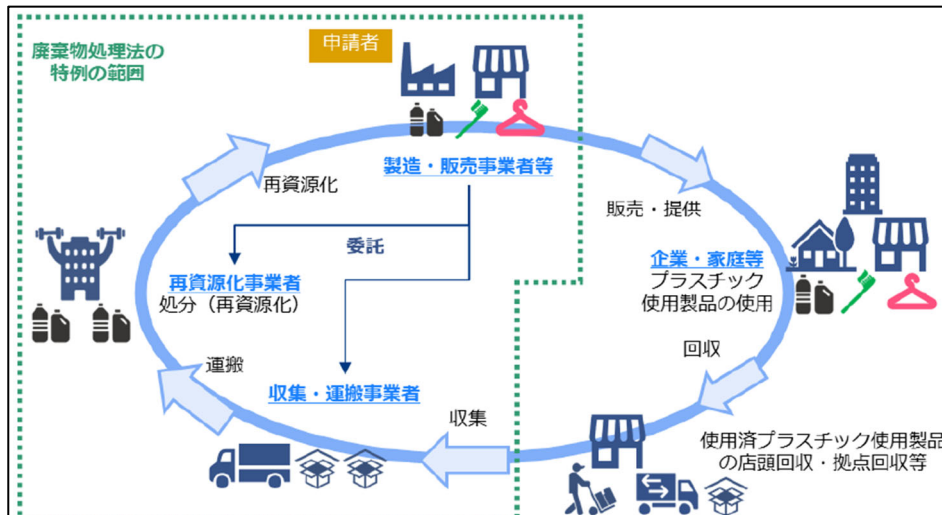 廃棄物処理法の
特例の範囲
申請者
製造・販売事業者等
再資源化
販売・提供
委託
企業・家庭等
プラスチック
使用製品の使用
再資源化事業者
処分（再資源化）
回収
運搬
収集・運搬事業者
収集
使用済プラスチック使用製品
の店頭回収・拠点回収等